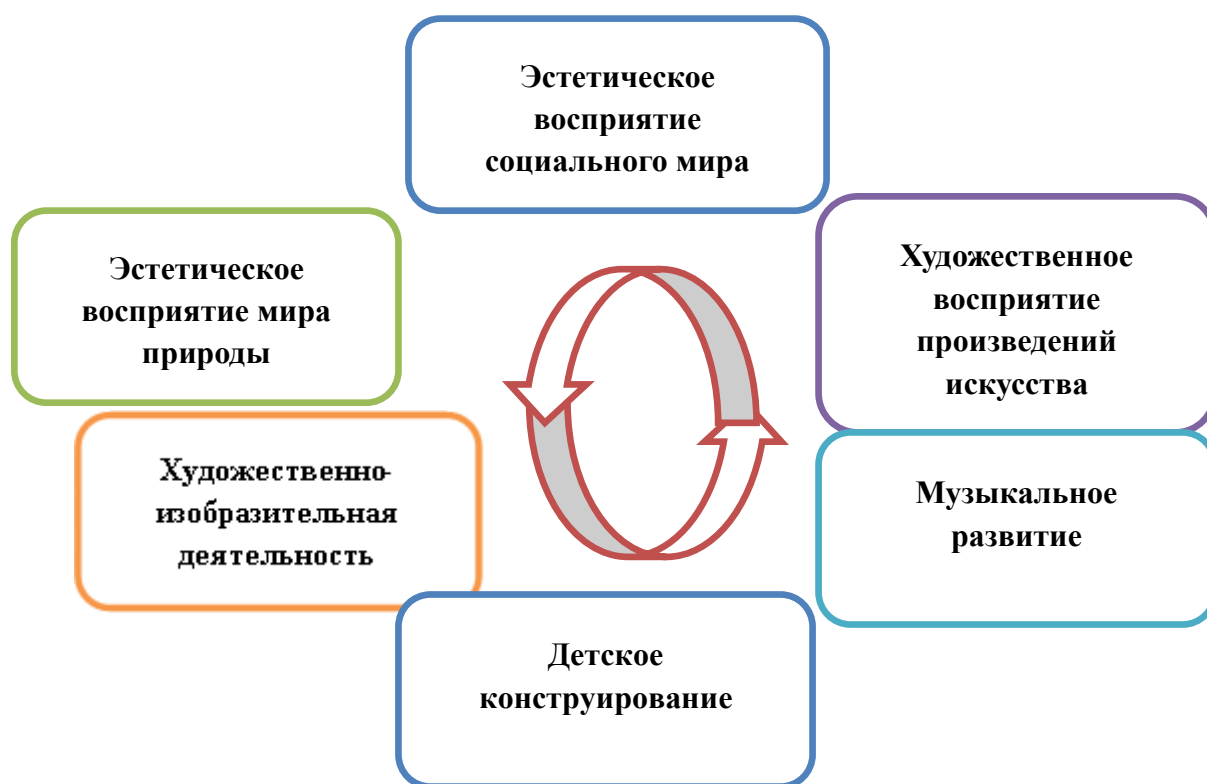 Эстетическое
восприятие
социального мира
Эстетическое
восприятие мира
природы
Художественное
восприятие
произведений
искусства
Художественно-
изобразительная
деятельность
Музыкальное
развитие
Детское
конструирование